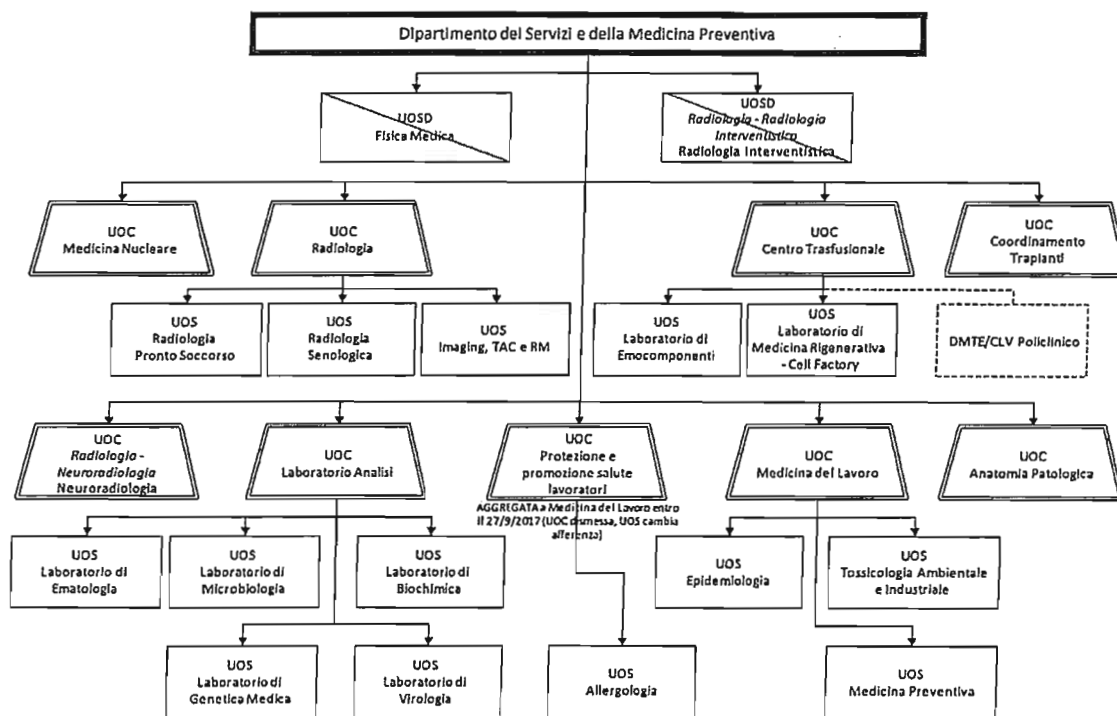 Dipartimento dei Servizi e della Medicina Preventiva
UOSD
Fisica Medica
UOSD
Radiologia - Radiologia
Interventistica
Radiologia Interventistica
UOC
Medicina Nucleare
UOC
Radiologia
UOC
Centro Trasfusionale
UOC
Coordinamento
Trapianti
UOS
Radiologia
Pronto Soccorso
UOS
Radiologia
Senologica
UOS
Imaging, TAC e RM
UOS
Laboratorio di
Emocomponenti
UOS
Laboratorio di
Medicina Rigenerativa
- Cell Factory
DMTE/CLV Policlinico
UOC
Radiologia -
Neuroradiologia
Neuroradiologia
UOC
Laboratorio Analisi
UOC
Protezione e
promozione salute
lavoratori
UOC
Medicina del Lavoro
UOC
Anatomia Patologica
AGGREGATA a Medicina del Lavoro entro
il 27/9/2017 (UOC dismessa, UOS cambia
afferenza)
UOS
Laboratorio di
Ematologia
UOS
Laboratorio di
Microbiologia
UOS
Laboratorio di
Biochimica
UOS
Epidemiologia
UOS
Tossicologia Ambientale
e Industriale
UOS
Laboratorio di
Genetica Medica
UOS
Laboratorio di
Virologia
UOS
Allergologia
UOS
Medicina Preventiva